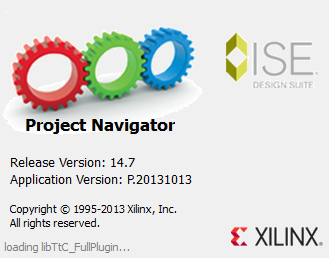 ISE.
DESIGN SUITE
Project Navigator
Release Version: 14.7
Application Version: P.20131013
Copyright © 1995-2013 Xilinx, Inc.
All rights reserved.
XILINX
loading libTtC_FullPlugin...